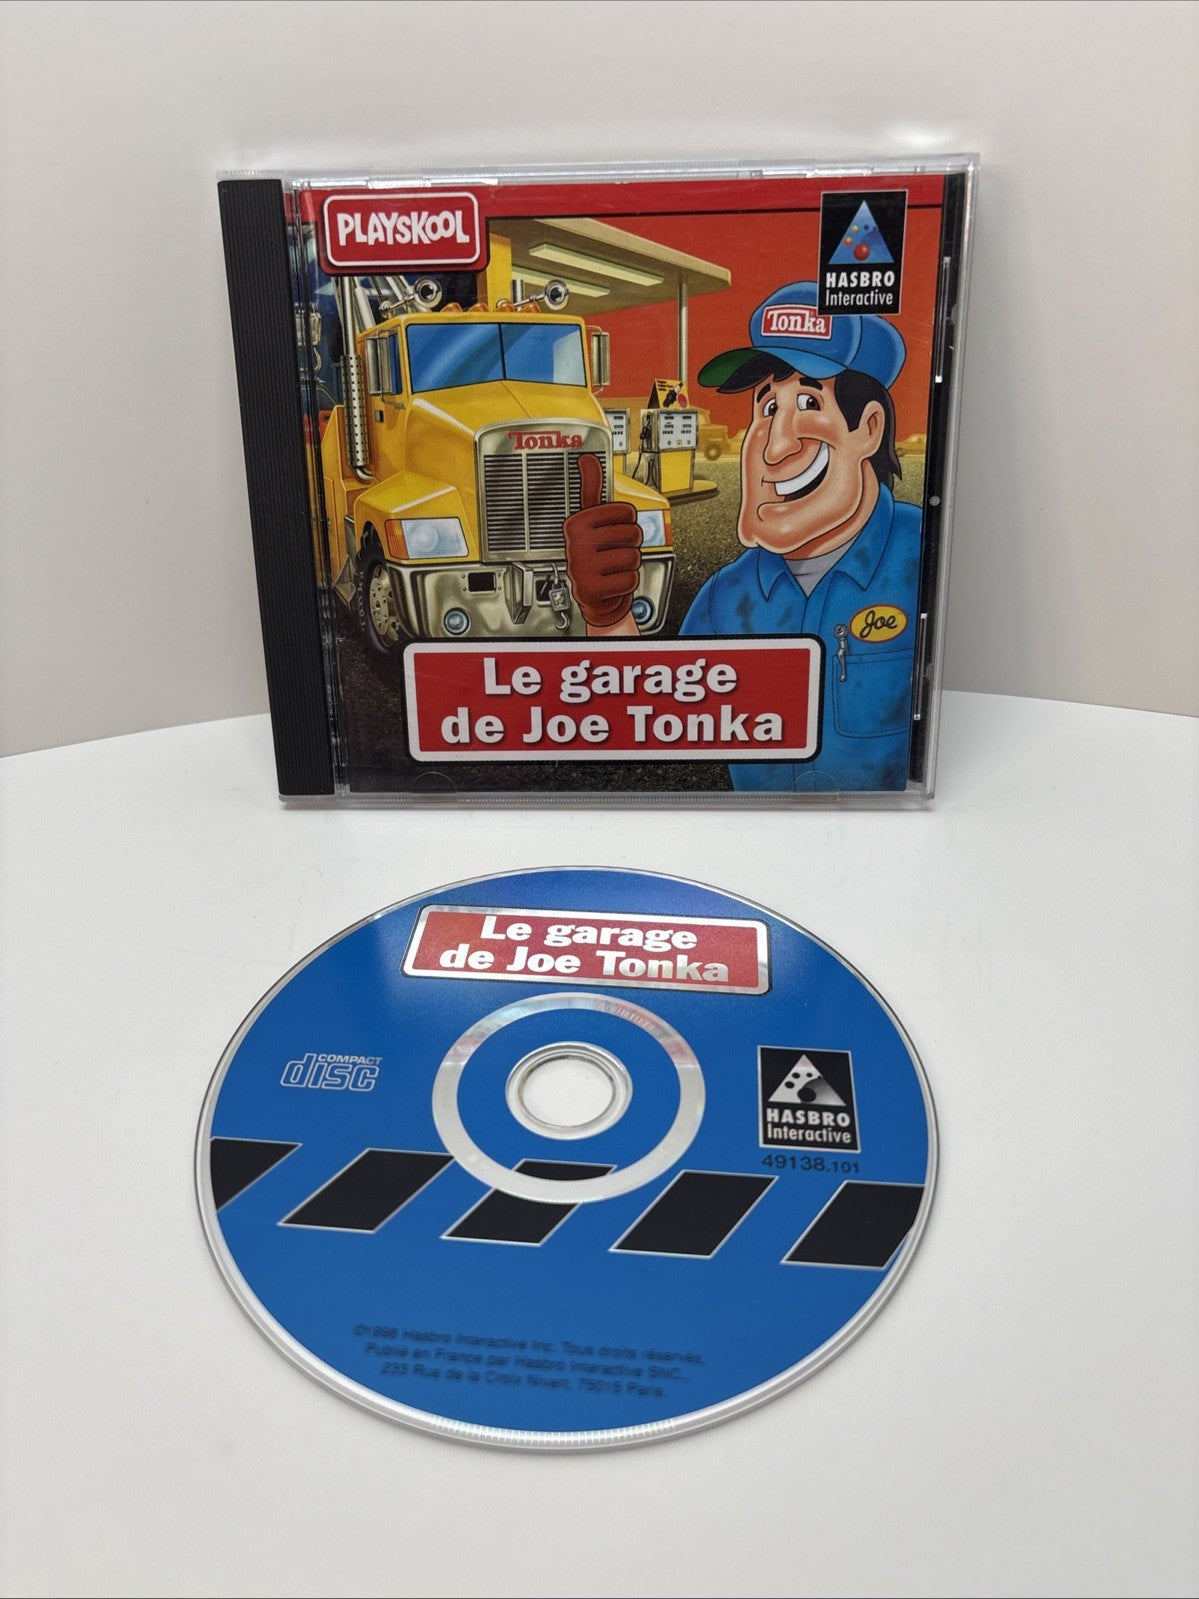 PLAYSKOOL
HASBRO
Interactive
Tonka
Tonka
Joe
Le garage
de Joe Tonka
Le garage
de Joe Tonka
COMPACT
disc
HASBRO
Interactive
49138.101
©1998 Hasbro Interactive Inc. Tous droits réservés.
Publié en France par Hasbro Interactive SNC.,
233 Rue de la Croix Nivert, 75015 Paris.